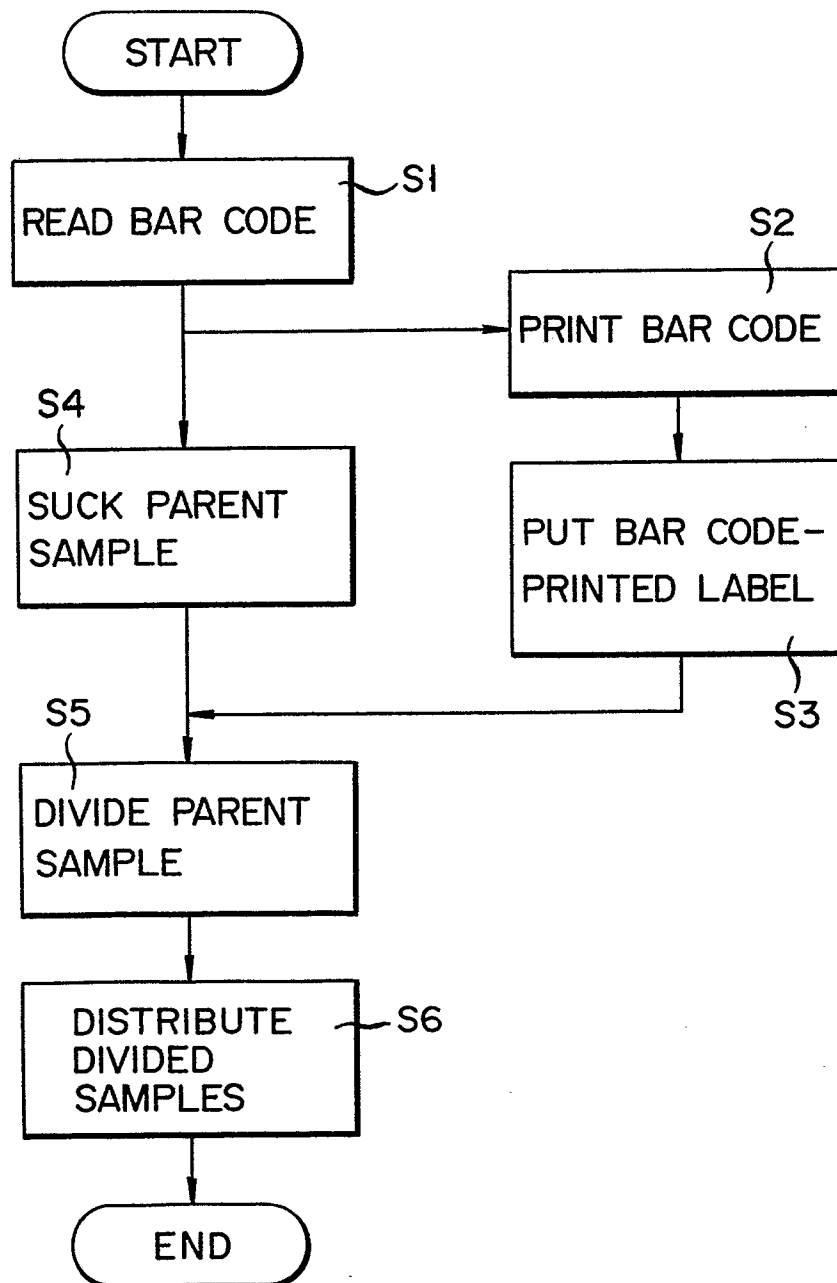 START
S1
READ BAR CODE
S2
PRINT BAR CODE
S4
SUCK PARENT
SAMPLE
PUT BAR CODE-
PRINTED LABEL
S3
S5
DIVIDE PARENT
SAMPLE
DISTRIBUTE
DIVIDED
SAMPLES
S6
END